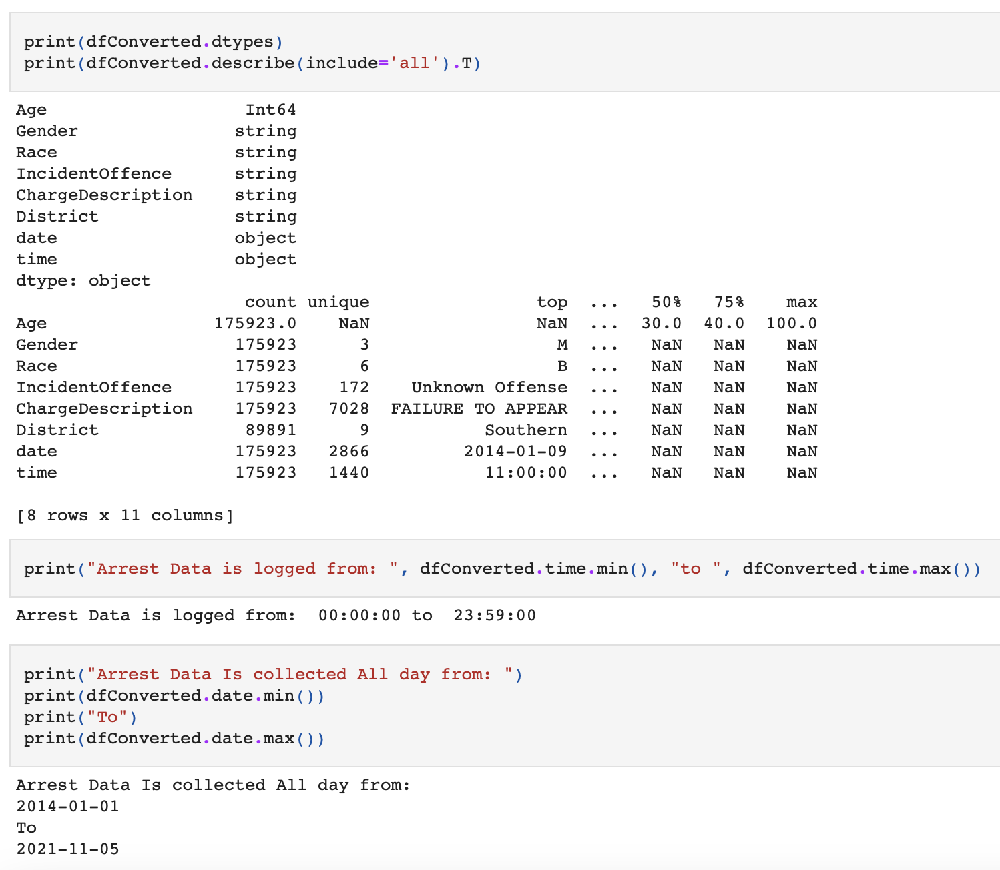 print(dfConverted.dtypes)
print(dfConverted.describe(include='all').T)
Age                   Int64
Gender               string
Race                 string
IncidentOffence      string
ChargeDescription    string
District             string
date                 object
time                 object
dtype: object
                      count unique                top  ...   50%   75%    max
Age                175923.0    NaN                NaN  ...  30.0  40.0  100.0
Gender               175923      3                  M  ...   NaN   NaN    NaN
Race                 175923      6                  B  ...   NaN   NaN    NaN
IncidentOffence      175923    172    Unknown Offense  ...   NaN   NaN    NaN
ChargeDescription    175923   7028  FAILURE TO APPEAR  ...   NaN   NaN    NaN
District              89891      9           Southern  ...   NaN   NaN    NaN
date                 175923   2866         2014-01-09  ...   NaN   NaN    NaN
time                 175923   1440           11:00:00  ...   NaN   NaN    NaN
[8 rows x 11 columns]
print("Arrest Data is logged from: ", dfConverted.time.min(), "to ", dfConverted.time.max())
Arrest Data is logged from:  00:00:00 to  23:59:00
print("Arrest Data Is collected All day from: ")
print(dfConverted.date.min())
print("To")
print(dfConverted.date.max())
Arrest Data Is collected All day from:
2014-01-01
To
2021-11-05